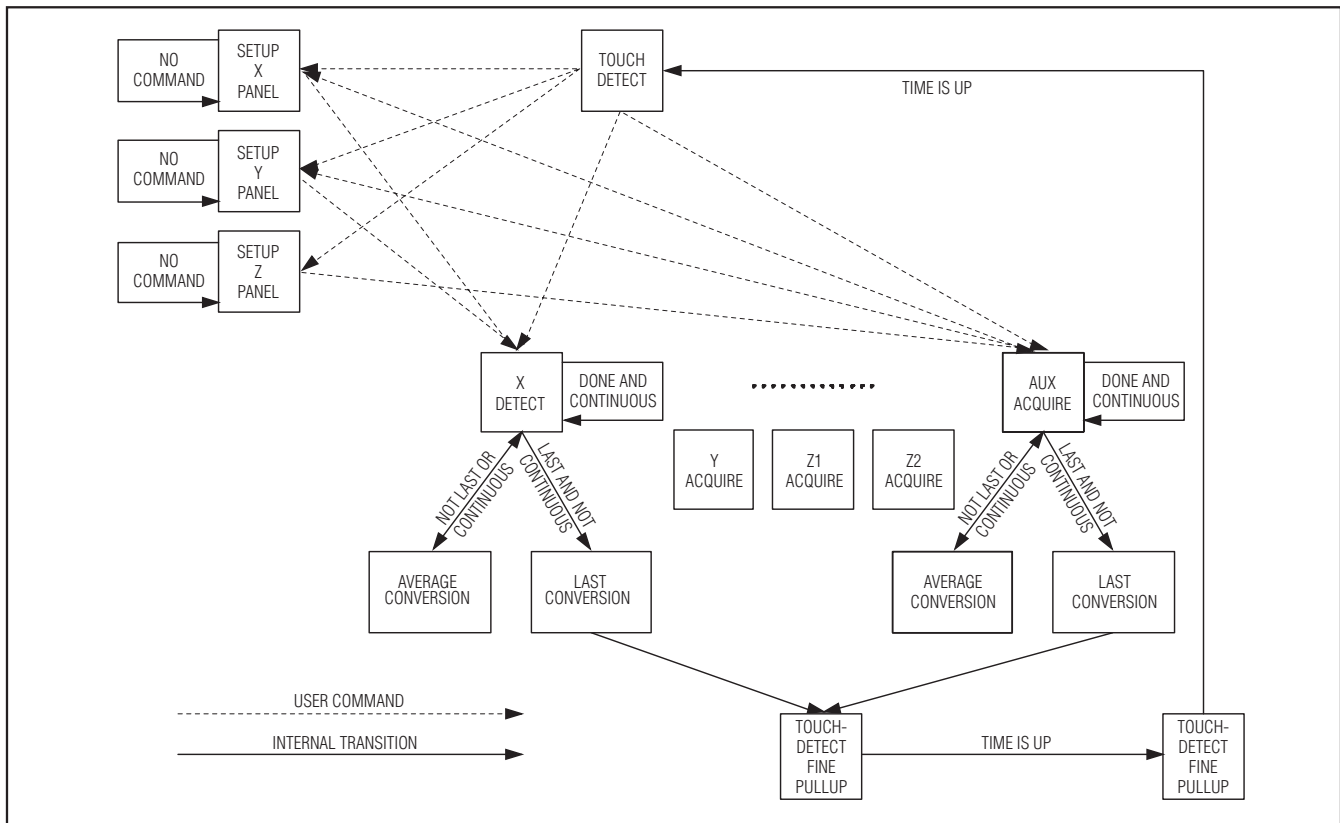 NO
COMMAND
SETUP
X
PANEL
TOUCH
DETECT
TIME IS UP
NO
COMMAND
SETUP
Y
PANEL
NO
COMMAND
SETUP
Z
PANEL
X
DETECT
DONE AND
CONTINUOUS
AUX
ACQUIRE
DONE AND
CONTINUOUS
Y
ACQUIRE
Z1
ACQUIRE
Z2
ACQUIRE
NOT LAST OR
CONTINUOUS
LAST AND NOT
CONTINUOUS
NOT LAST OR
CONTINUOUS
LAST AND NOT
CONTINUOUS
AVERAGE
CONVERSION
LAST
CONVERSION
AVERAGE
CONVERSION
LAST
CONVERSION
USER COMMAND
INTERNAL TRANSITION
TOUCH-
DETECT
FINE
PULLUP
TIME IS UP
TOUCH-
DETECT
FINE
PULLUP